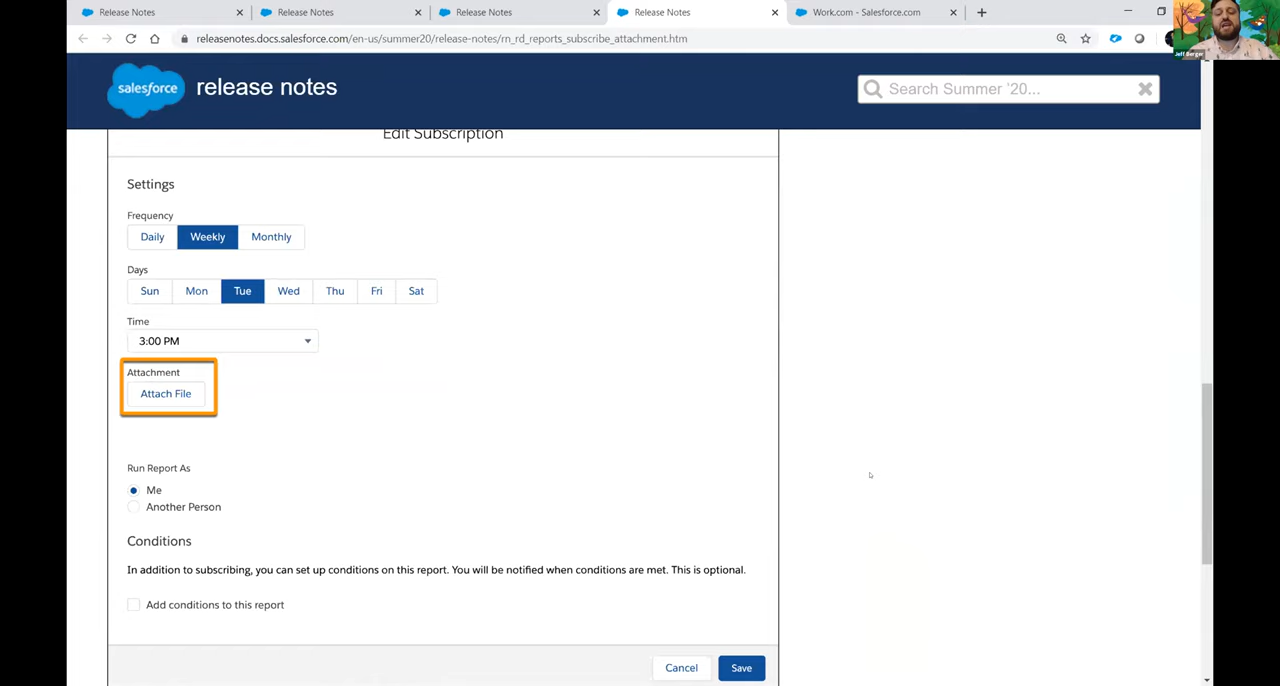 Release Notes
Release Notes
Release Notes
Release Notes
Work.com - Salesforce.com
releasenotes.docs.salesforce.com/en-us/summer20/release-notes/rn_rd_reports_subscribe_attachment.htm
Jeff Berger
salesforce
release notes
Search Summer '20...
Edit Subscription
Settings
Frequency
Daily Weekly Monthly
Days
Sun Mon Tue Wed Thu Fri Sat
Time
3:00 PM
Attachment
Attach File
Run Report As
Me
Another Person
Conditions
In addition to subscribing, you can set up conditions on this report. You will be notified when conditions are met. This is optional.
Add conditions to this report
Cancel Save